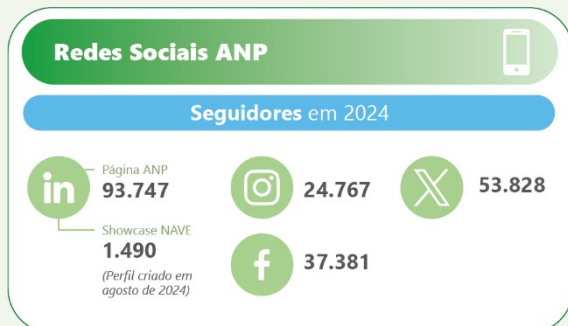 Redes Sociais ANP
Seguidores em 2024
in
Página ANP
93.747
Showcase NAVE
1.490
(Perfil criado em
agosto de 2024)
24.767
f
37.381
X
53.828